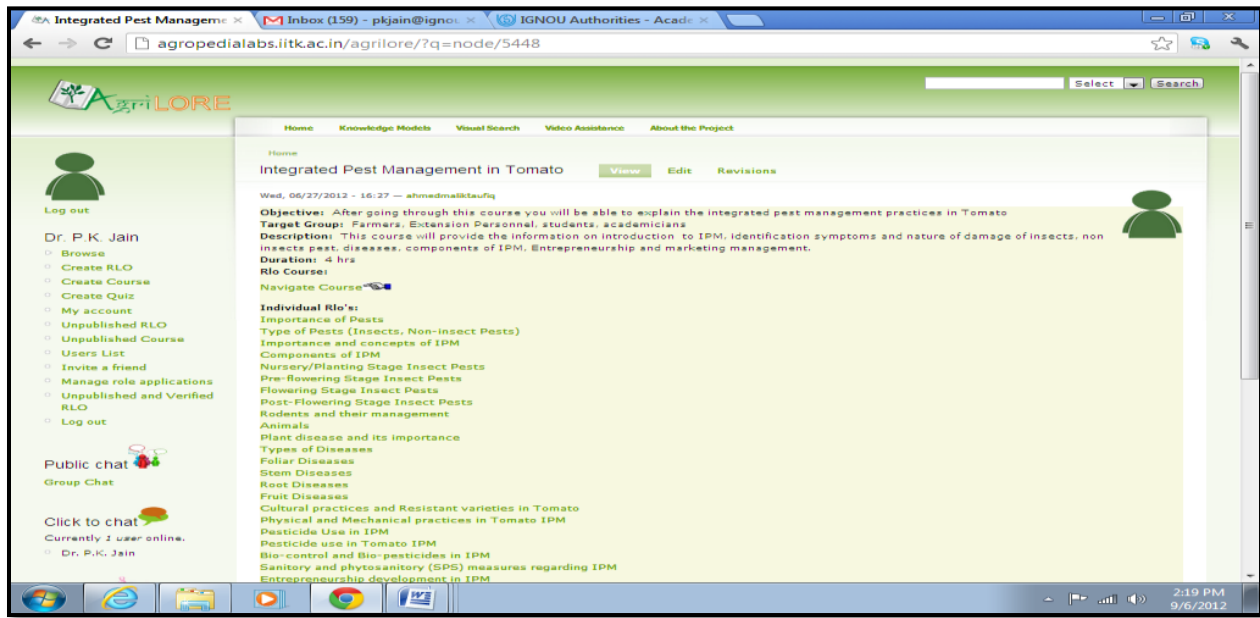 Integrated Pest Manageme
Inbox (159) - pkjain@ignou
IGNOU Authorities - Acade
agropedialabs.iitk.ac.in/agrilore/?q=node/5448
AgriLORE
Select
Search
Home Knowledge Models Visual Search Video Assistance About the Project
Log out
Dr. P.K. Jain
Browse
Create RLO
Create Course
Create Quiz
My account
Unpublished RLO
Unpublished Course
Users List
Invite a friend
Manage role applications
Unpublished and Verified
RLO
Log out
Public chat
Group Chat
Click to chat
Currently 1 user online.
Dr. P.K. Jain
Home
Integrated Pest Management in Tomato View Edit Revisions
Wed, 06/27/2012 - 16:27 — ahmedmaliktaufiq
Objective: After going through this course you will be able to explain the integrated pest management practices in Tomato
Target Group: Farmers, Extension Personnel, students, academicians
Description: This course will provide the information on introduction to IPM, identification symptoms and nature of damage of insects, non
insects pest, diseases, components of IPM, Entrepreneurship and marketing management.
Duration: 4 hrs
Rlo Course:
Navigate Course
Individual Rlo's:
Importance of Pests
Type of Pests (Insects, Non-insect Pests)
Importance and concepts of IPM
Components of IPM
Nursery/Planting Stage Insect Pests
Pre-flowering Stage Insect Pests
Flowering Stage Insect Pests
Post-Flowering Stage Insect Pests
Rodents and their management
Animals
Plant disease and its importance
Types of Diseases
Foliar Diseases
Stem Diseases
Root Diseases
Fruit Diseases
Cultural practices and Resistant varieties in Tomato
Physical and Mechanical practices in Tomato IPM
Pesticide Use in IPM
Pesticide use in Tomato IPM
Bio-control and Bio-pesticides in IPM
Sanitory and phytosanitory (SPS) measures regarding IPM
Entrepreneurship development in IPM
2:19 PM
9/6/2012